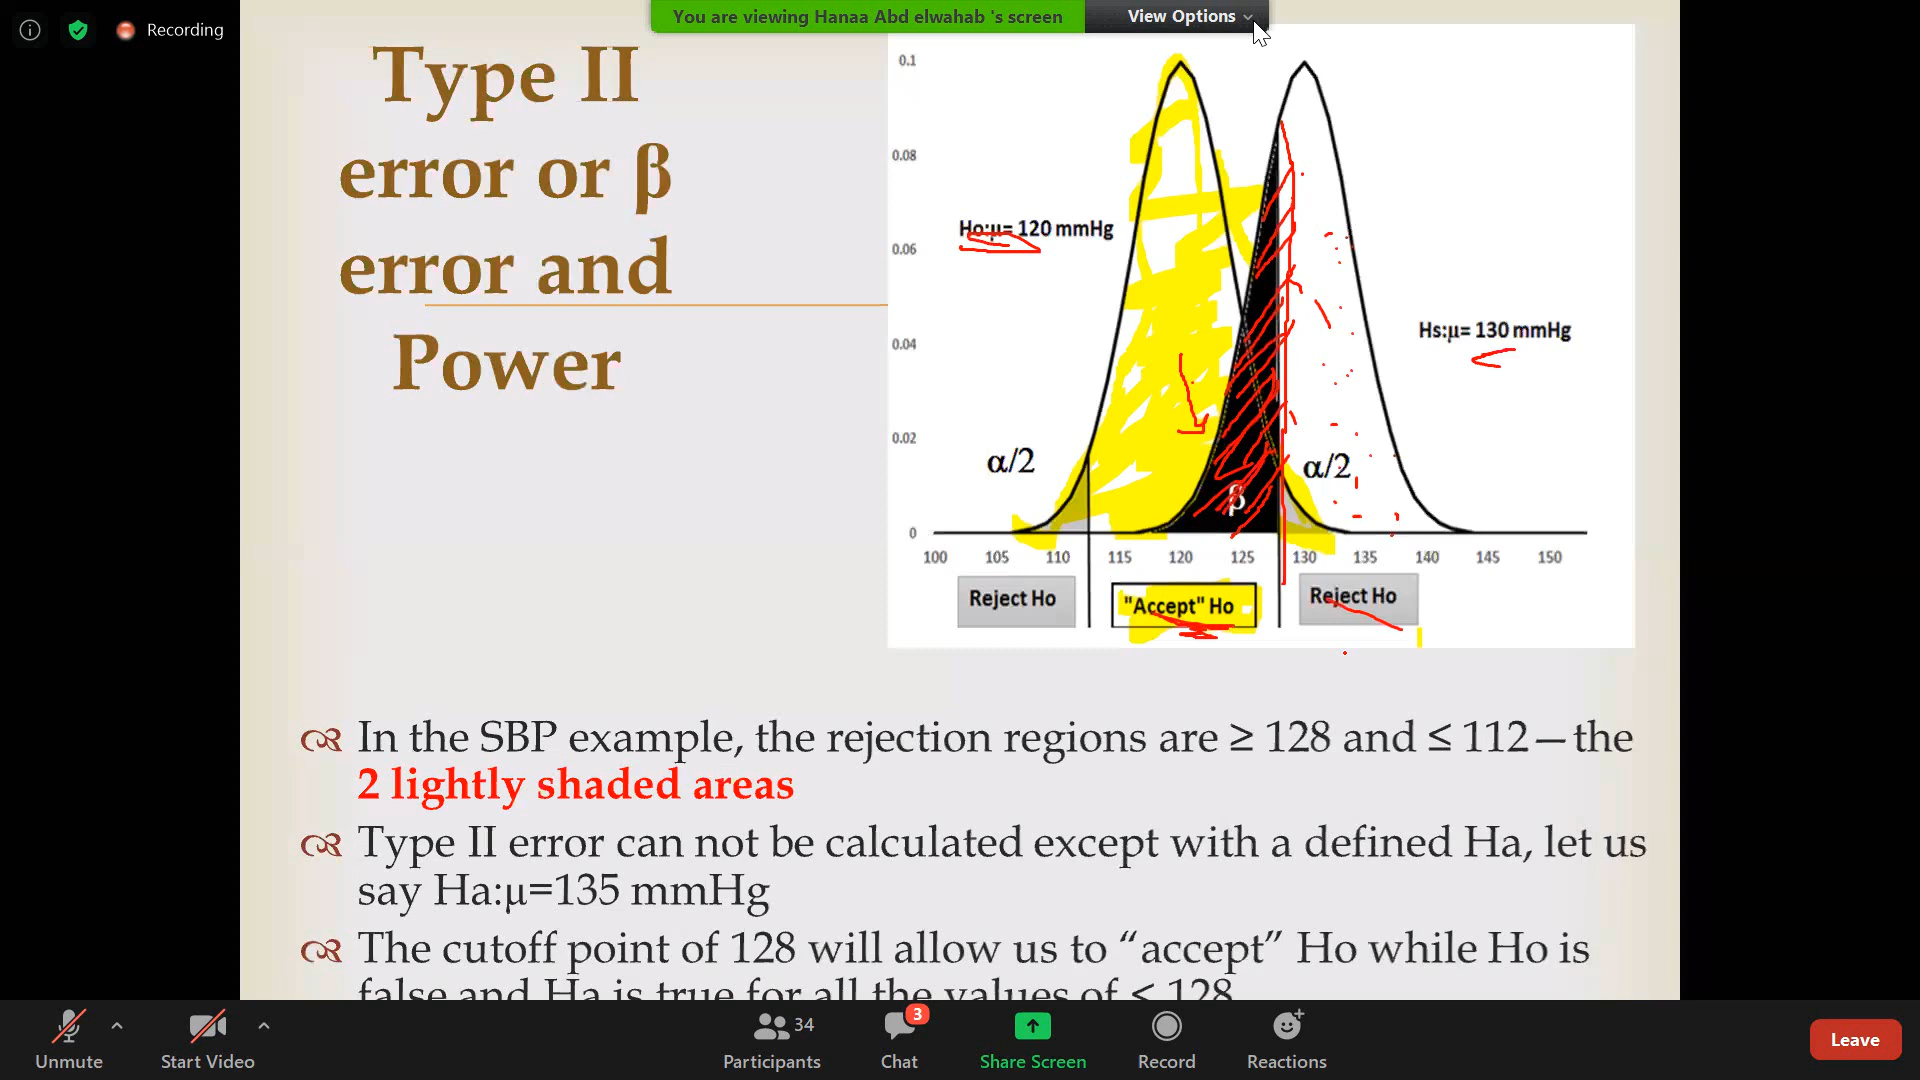 You are viewing Hanaa Abd elwahab 's screen
View Options
Recording
Type II
error or β
error and
Power
0.1
0.08
0.06
0.04
0.02
0
Ho:μ= 120 mmHg
Hs:μ= 130 mmHg
α/2
α/2
β
100 105 110 115 120 125 130 135 140 145 150
Reject Ho
"Accept" Ho
Reject Ho
In the SBP example, the rejection regions are ≥ 128 and ≤ 112—the
2 lightly shaded areas
Type II error can not be calculated except with a defined Ha, let us
say Ha:μ=135 mmHg
The cutoff point of 128 will allow us to “accept” Ho while Ho is
false and Ha is true for all the values of < 128
Unmute
Start Video
34
Participants
3
Chat
Share Screen
Record
Reactions
Leave